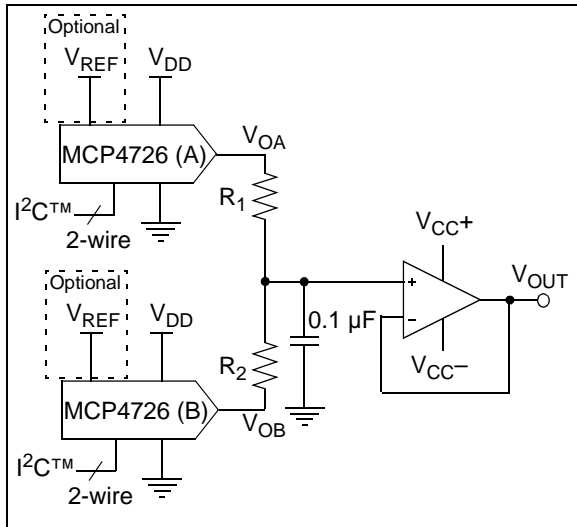 Optional
VREF
VDD
MCP4726 (A)
VOA
I²C™
2-wire
R1
VCC+
VOUT
+
–
0.1 µF
VCC–
Optional
VREF
VDD
R2
MCP4726 (B)
VOB
I²C™
2-wire